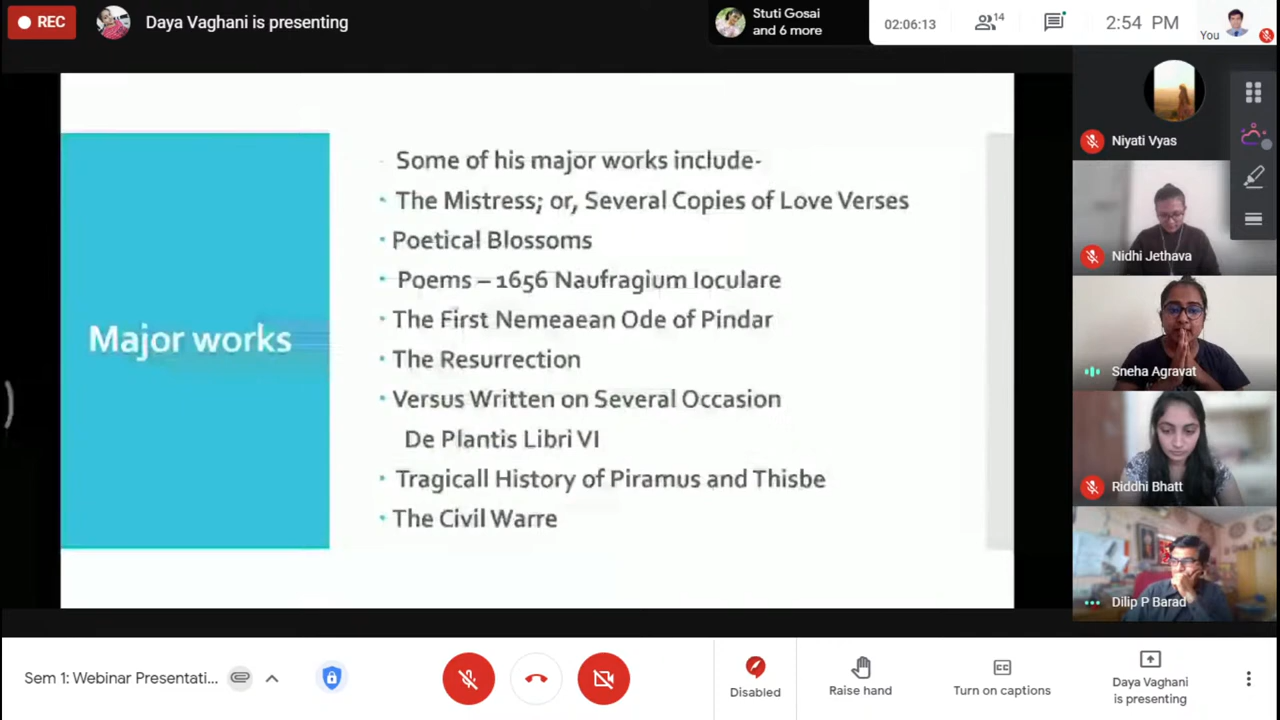 REC
Daya Vaghani is presenting
Stuti Gosai
and 6 more
02:06:13
14
2:54 PM
You
Niyati Vyas
Nidhi Jethava
Sneha Agravat
Riddhi Bhatt
Dilip P Barad
Major works
Some of his major works include-
The Mistress; or, Several Copies of Love Verses
Poetical Blossoms
Poems – 1656 Naufragium Ioculare
The First Nemeaean Ode of Pindar
The Resurrection
Versus Written on Several Occasion
De Plantis Libri VI
Tragicall History of Piramus and Thisbe
The Civil Warre
Sem 1: Webinar Presentati...
Disabled
Raise hand
Turn on captions
Daya Vaghani
is presenting